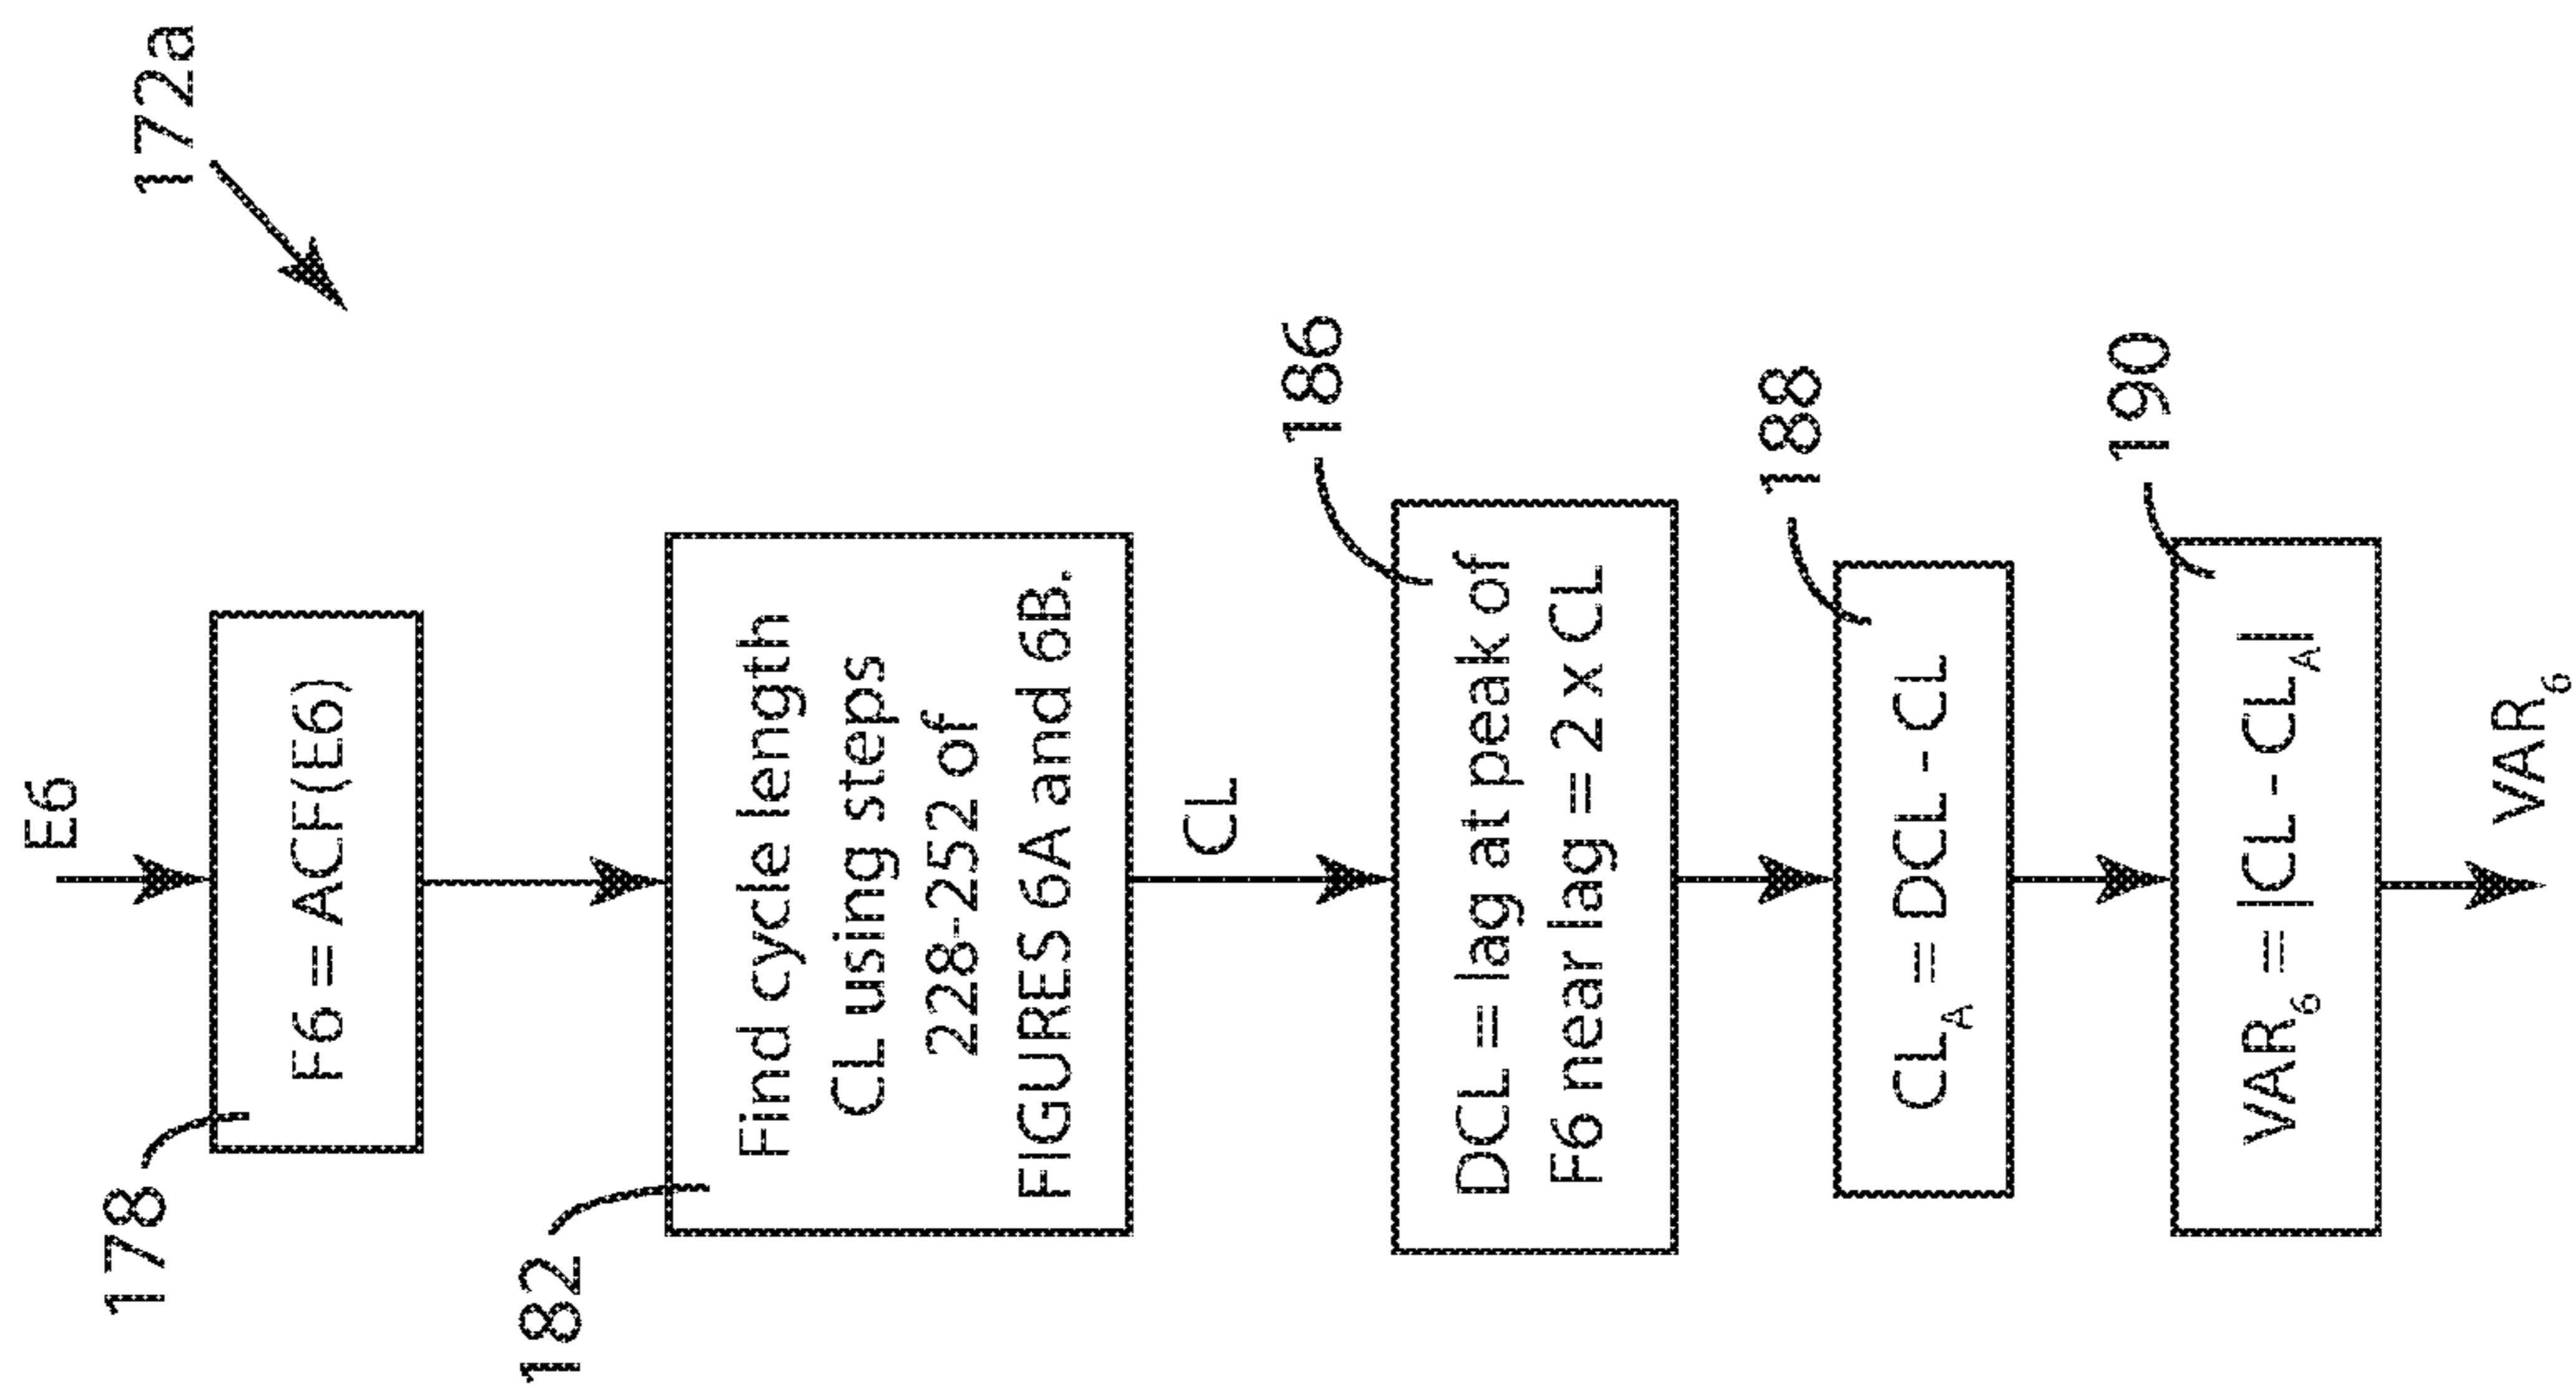 172a
E6
178
F6 = ACF(E6)
182
Find cycle length
CL using steps
228-252 of
FIGURES 6A and 6B.
CL
186
DCL = lag at peak of
F6 near lag = 2 x CL
188
CL_A = DCL - CL
190
VAR_6 = |CL - CL_A|
VAR_6